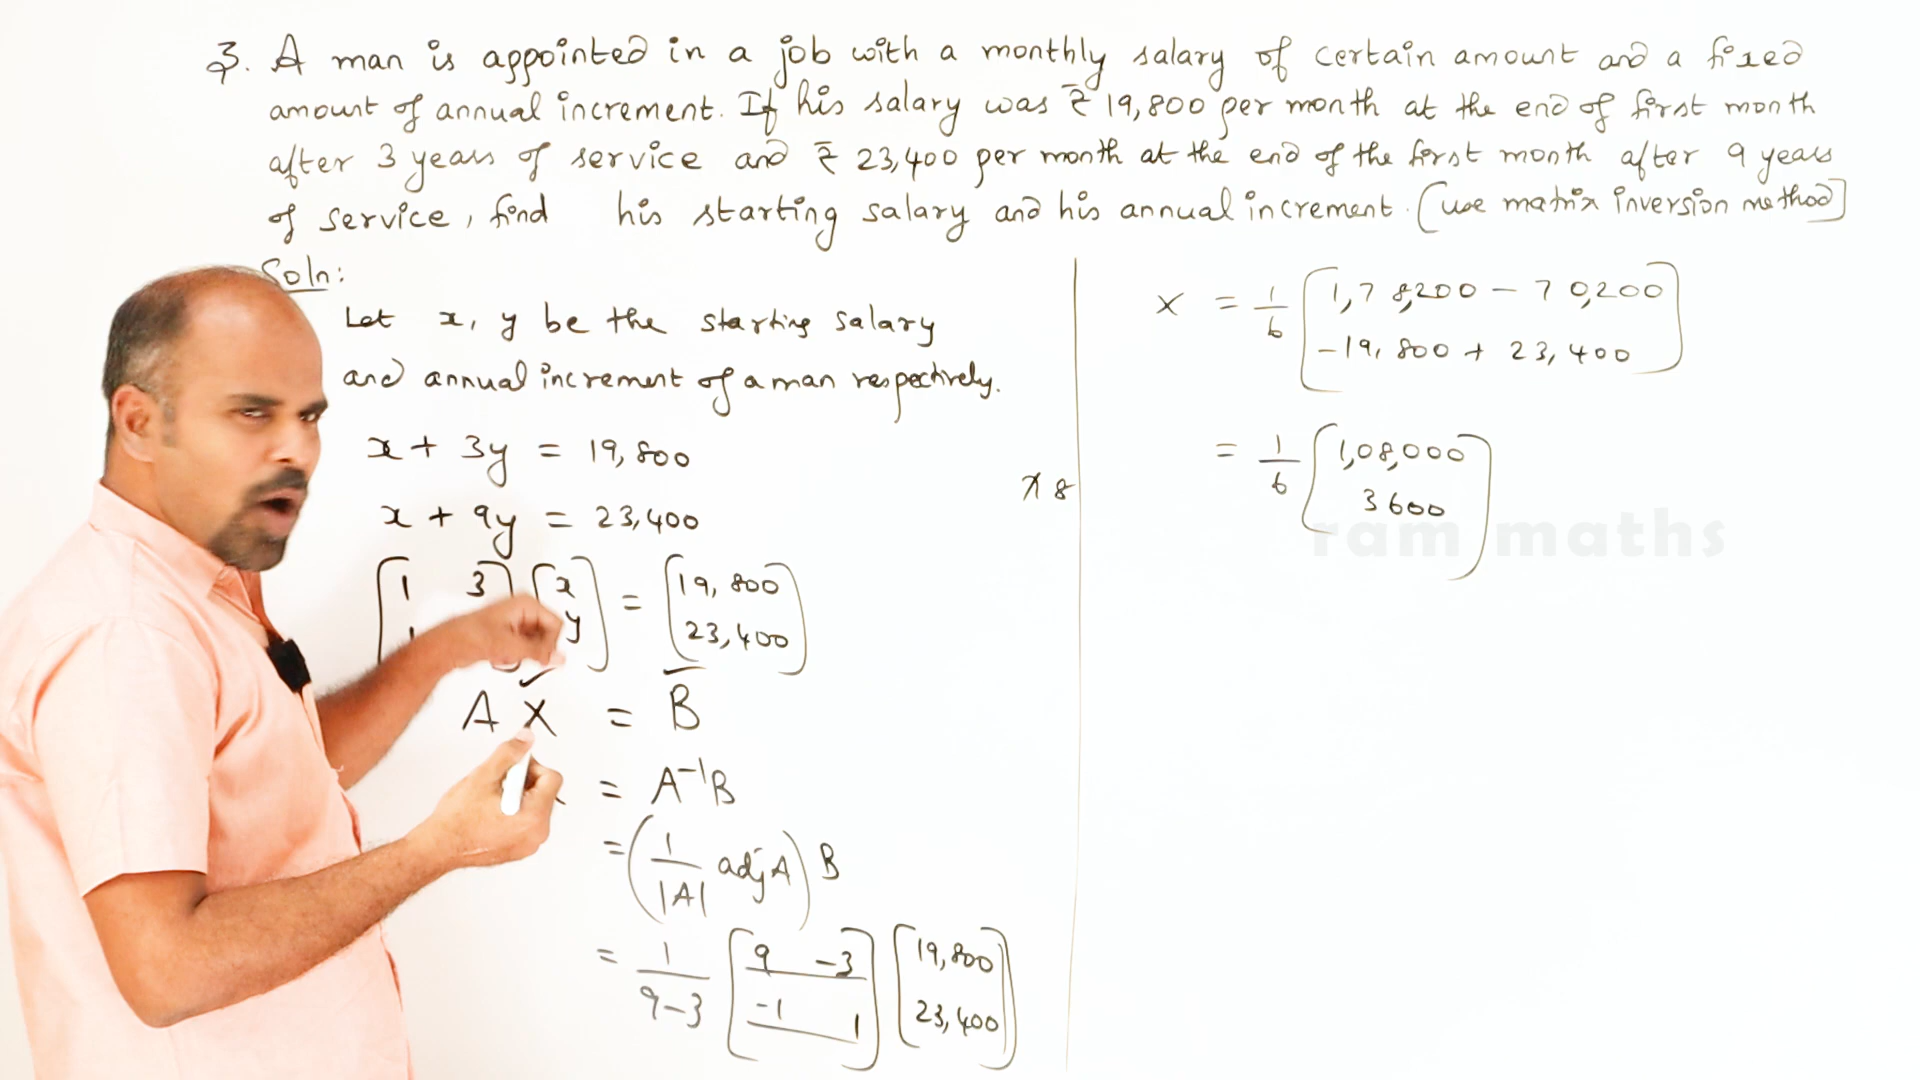 3. A man is appointed in a job with a monthly salary of certain amount and a fixed
amount of annual increment. If his salary was ₹ 19,800 per month at the end of first month
after 3 years of service and ₹ 23,400 per month at the end of the first month after 9 years
of service, find his starting salary and his annual increment. (use matrix inversion method]
Soln:
Let x, y be the starting salary
and annual increment of a man respectively.
x + 3y = 19,800
x + 9y = 23,400
[1 3] [x y] = [19,800
23,400]
A X = B
= A⁻¹B
= (1/|A| adj A) B
= 1/(9-3) [9 -3 [19,800
-1 1] 23,400]
x 8
X = 1/6 [1,78,200 - 70,200
-19,800 + 23,400]
= 1/6 [1,08,000
3600]
ram maths